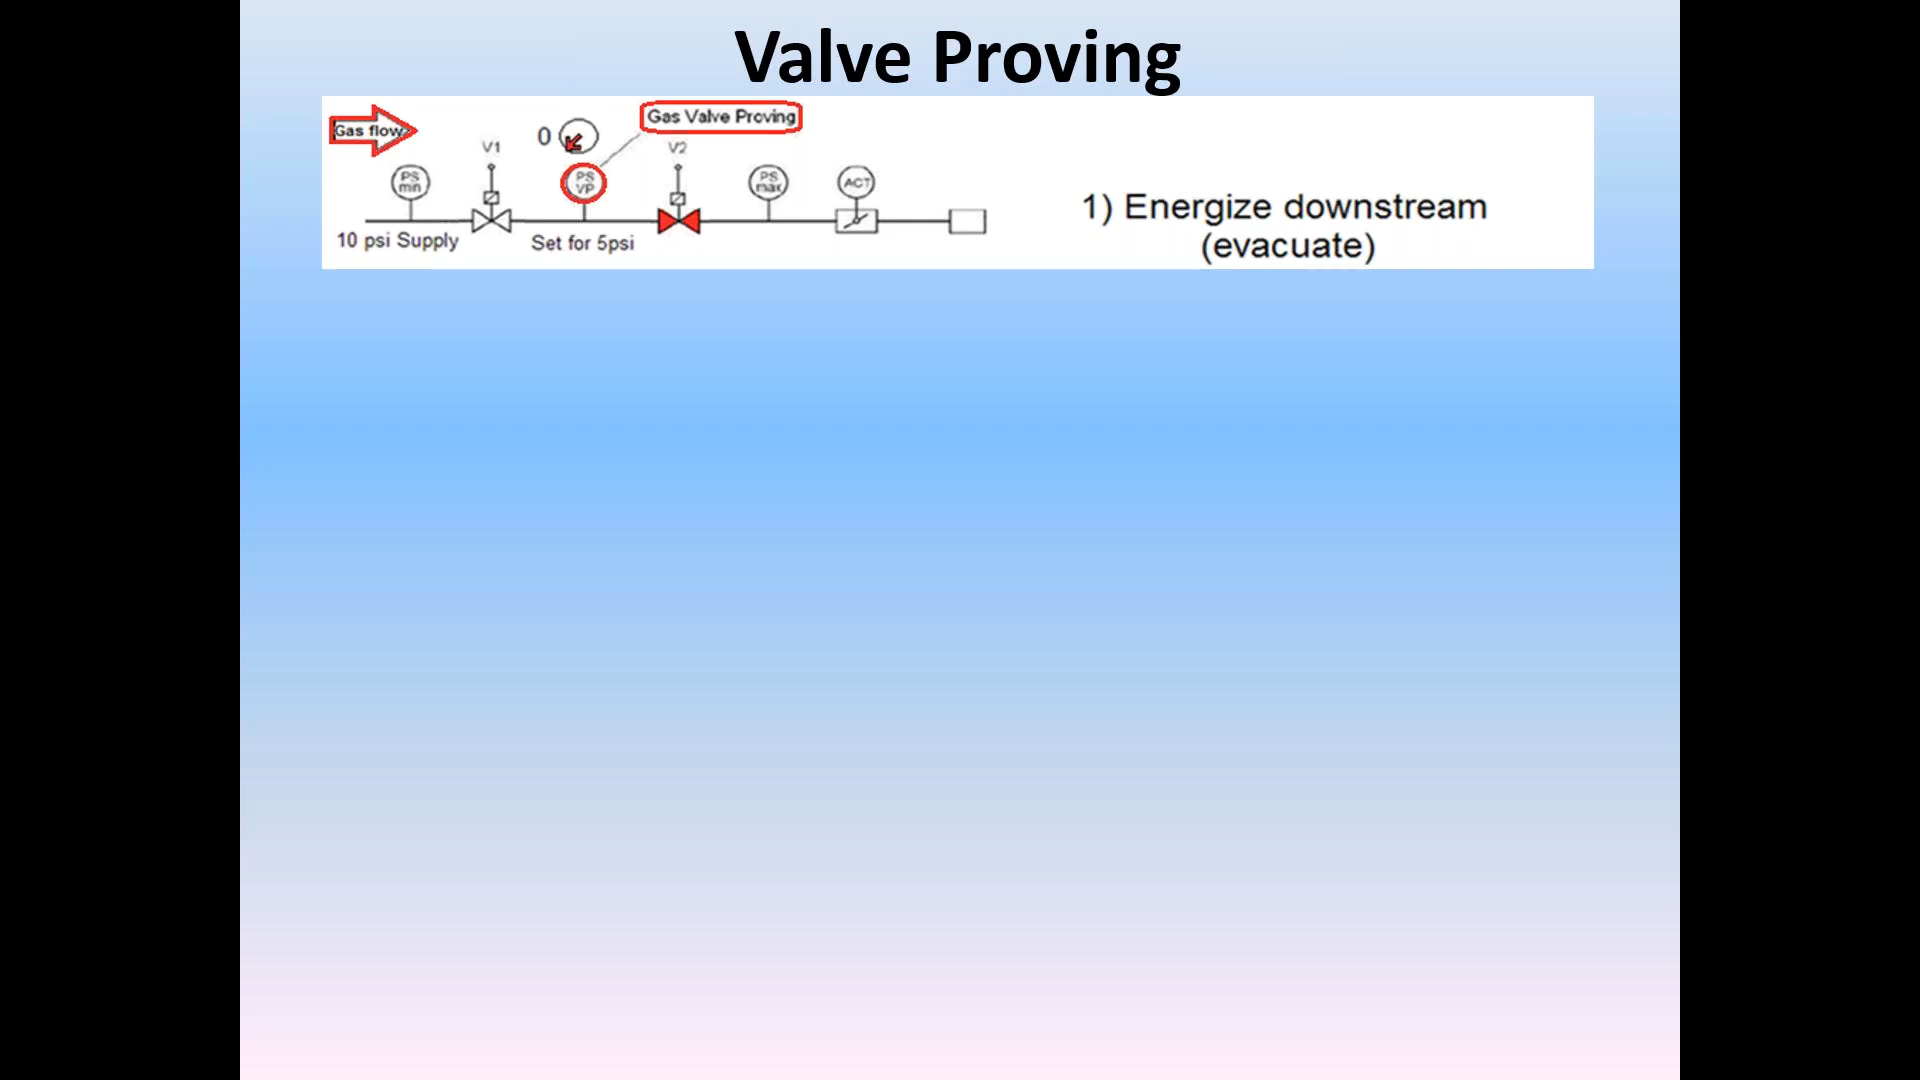 Valve Proving
Gas flow
V1
0
Gas Valve Proving
V2
PS
min
PS
VP
PS
max
ACT
10 psi Supply
Set for 5psi
1) Energize downstream
(evacuate)